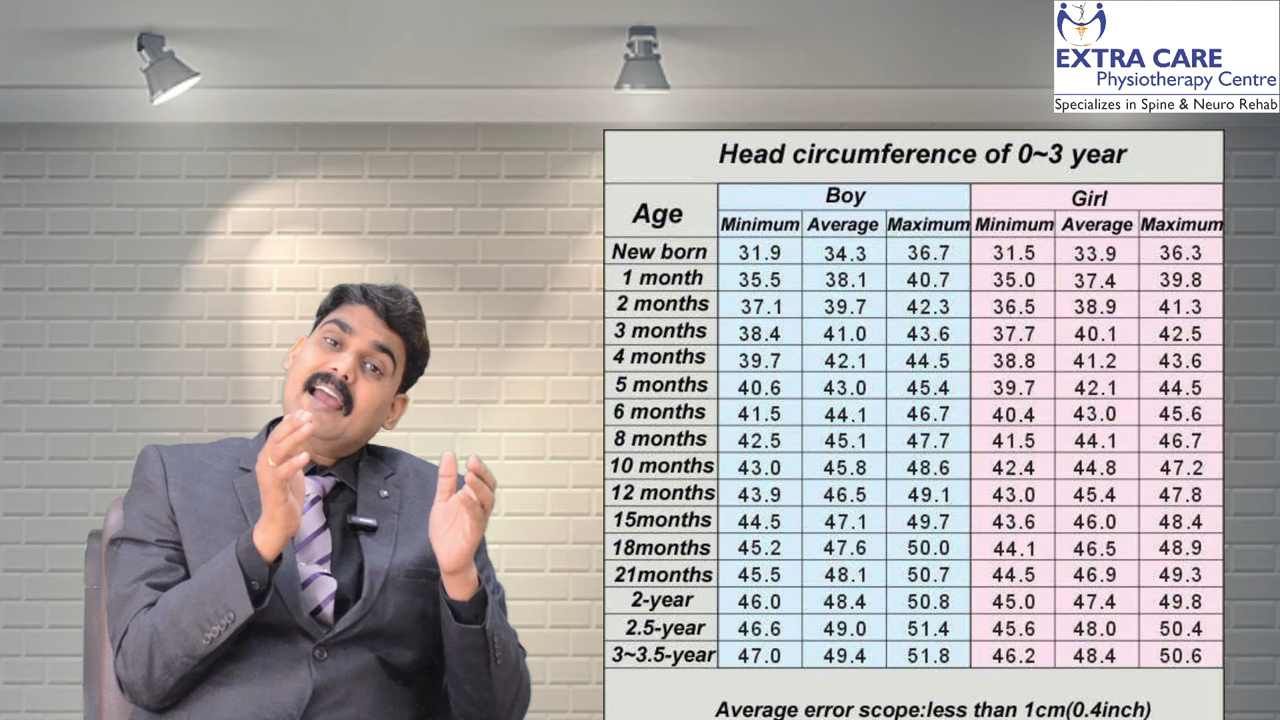 EXTRA CARE
Physiotherapy Centre
Specializes in Spine & Neuro Rehab
Head circumference of 0~3 year
Age Boy Girl
Minimum Average Maximum Minimum Average Maximum
New born 31.9 34.3 36.7 31.5 33.9 36.3
1 month 35.5 38.1 40.7 35.0 37.4 39.8
2 months 37.1 39.7 42.3 36.5 38.9 41.3
3 months 38.4 41.0 43.6 37.7 40.1 42.5
4 months 39.7 42.1 44.5 38.8 41.2 43.6
5 months 40.6 43.0 45.4 39.7 42.1 44.5
6 months 41.5 44.1 46.7 40.4 43.0 45.6
8 months 42.5 45.1 47.7 41.5 44.1 46.7
10 months 43.0 45.8 48.6 42.4 44.8 47.2
12 months 43.9 46.5 49.1 43.0 45.4 47.8
15months 44.5 47.1 49.7 43.6 46.0 48.4
18months 45.2 47.6 50.0 44.1 46.5 48.9
21months 45.5 48.1 50.7 44.5 46.9 49.3
2-year 46.0 48.4 50.8 45.0 47.4 49.8
2.5-year 46.6 49.0 51.4 45.6 48.0 50.4
3~3.5-year 47.0 49.4 51.8 46.2 48.4 50.6
Average error scope:less than 1cm(0.4inch)